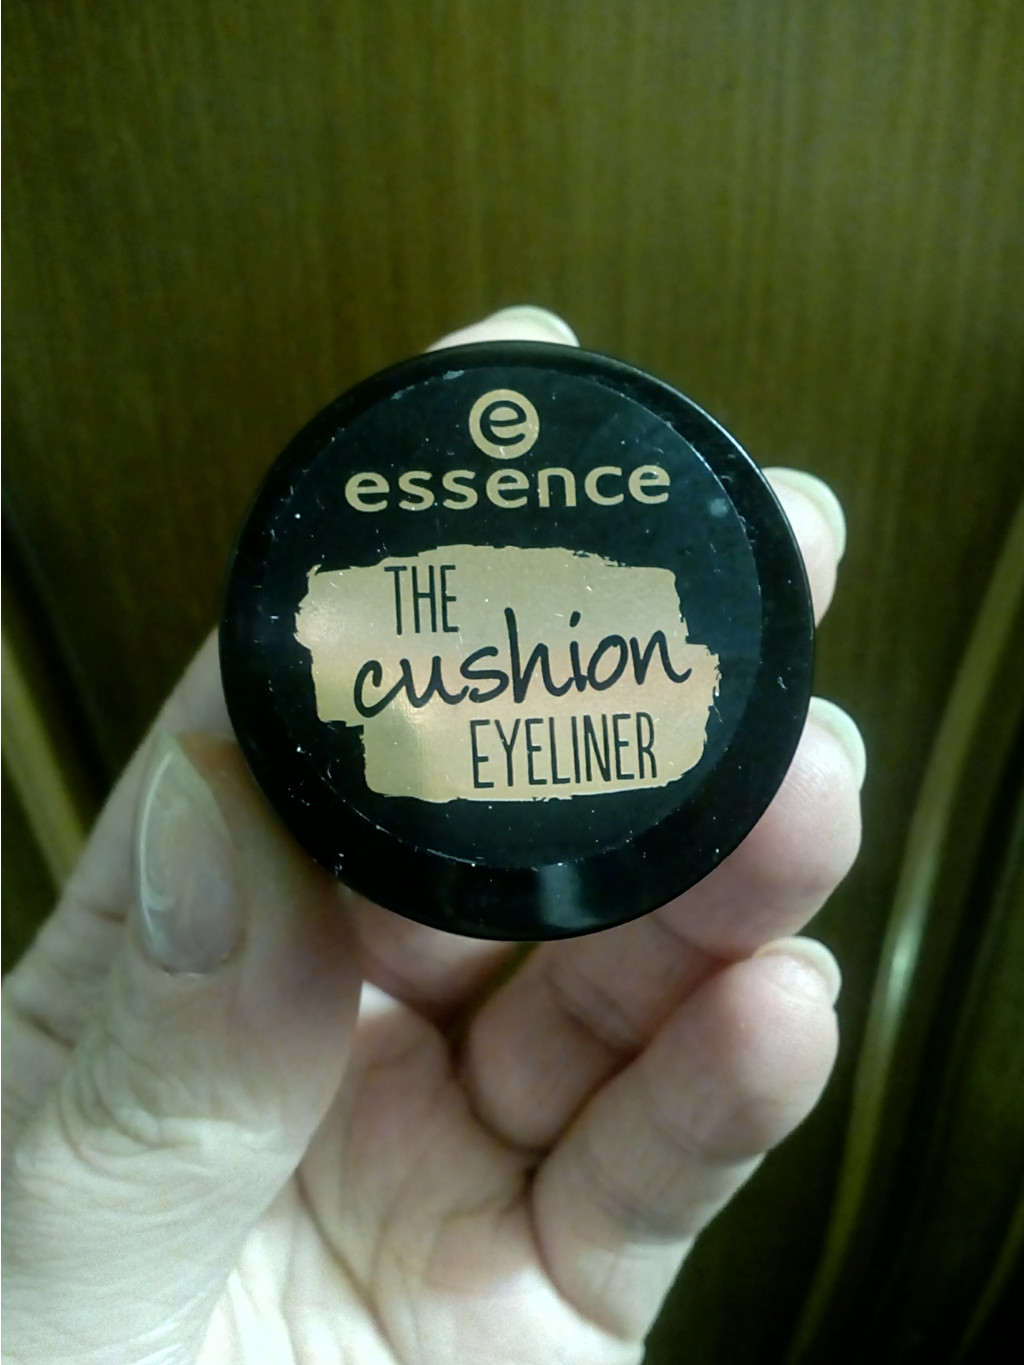 e
essence
THE
cushion
EYELINER